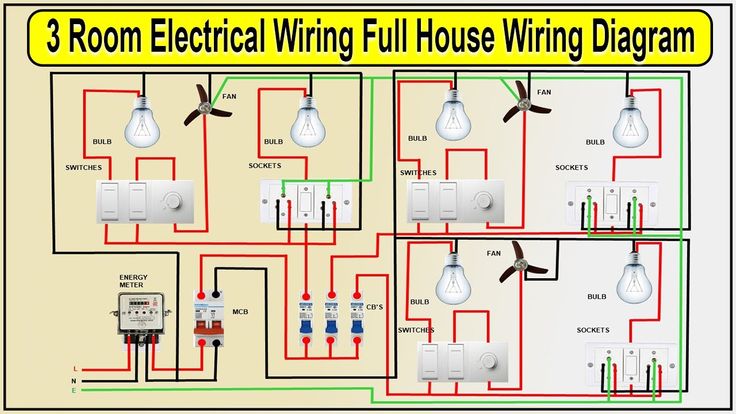 3 Room Electrical Wiring Full House Wiring Diagram
FAN
FAN
BULB
BULB
BULB
BULB
SWITCHES
SOCKETS
SWITCHES
SOCKETS
FAN
ENERGY
METER
MCB
CB'S
BULB
BULB
SWITCHES
SOCKETS
L
N
E